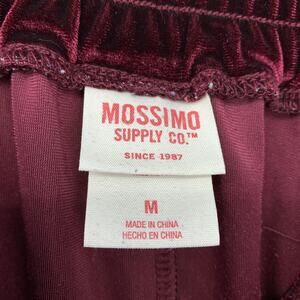 MOSSIMO
SUPPLY CO.™
SINCE 1987
M
MADE IN CHINA
HECHO EN CHINA